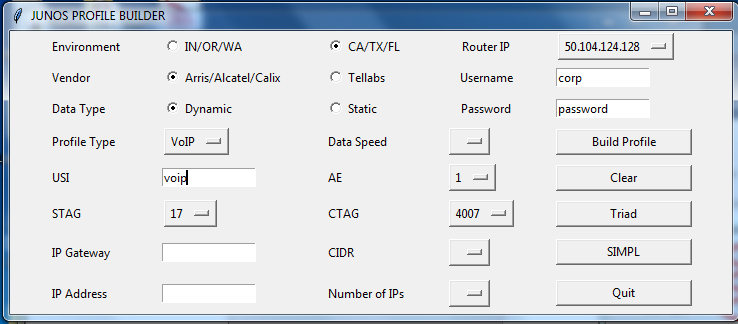 JUNOS PROFILE BUILDER
Environment IN/OR/WA CA/TX/FL Router IP 50.104.124.128
Vendor Arris/Alcatel/Calix Tellabs Username corp
Data Type Dynamic Static Password password
Profile Type VoIP Data Speed Build Profile
USI voip AE 1 Clear
STAG 17 CTAG 4007 Triad
IP Gateway CIDR SIMPL
IP Address Number of IPs Quit